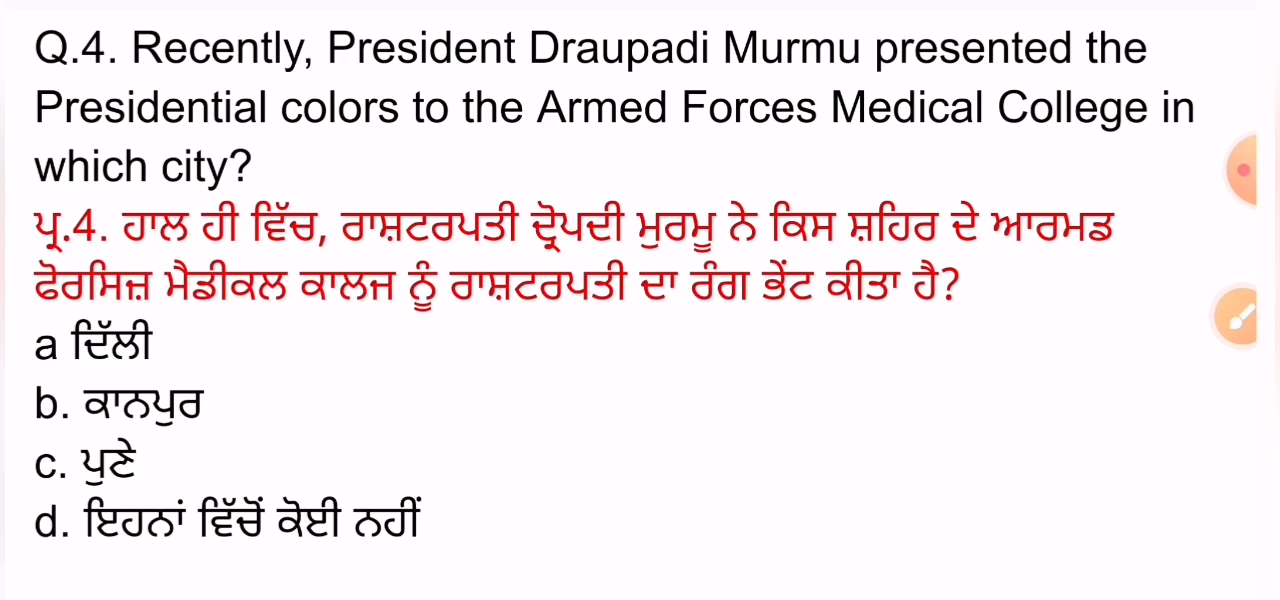 Q.4. Recently, President Draupadi Murmu presented the
Presidential colors to the Armed Forces Medical College in
which city?
ਪ੍ਰ.4. ਹਾਲ ਹੀ ਵਿੱਚ, ਰਾਸ਼ਟਰਪਤੀ ਦ੍ਰੋਪਦੀ ਮੁਰਮੂ ਨੇ ਕਿਸ ਸ਼ਹਿਰ ਦੇ ਆਰਮਡ
ਫੋਰਸਿਜ਼ ਮੈਡੀਕਲ ਕਾਲਜ ਨੂੰ ਰਾਸ਼ਟਰਪਤੀ ਦਾ ਰੰਗ ਭੇਂਟ ਕੀਤਾ ਹੈ?
a ਦਿੱਲੀ
b. ਕਾਨਪੁਰ
c. ਪੁਣੇ
d. ਇਹਨਾਂ ਵਿੱਚੋਂ ਕੋਈ ਨਹੀਂ